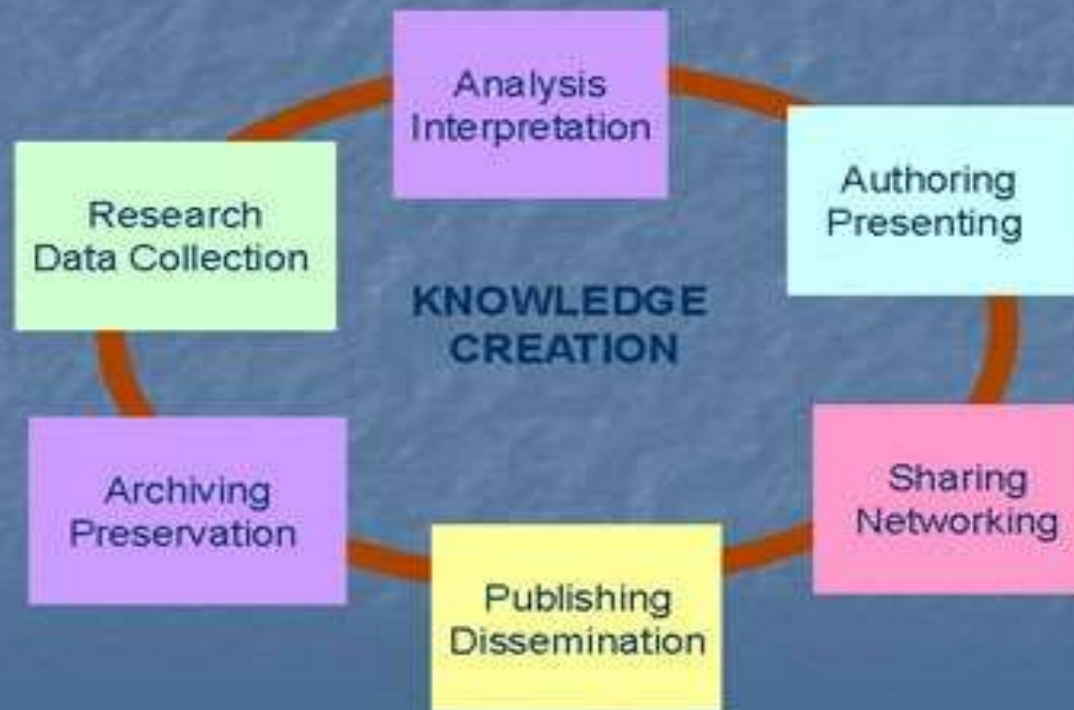 Analysis
Interpretation
Authoring
Presenting
Research
Data Collection
KNOWLEDGE
CREATION
Sharing
Networking
Archiving
Preservation
Publishing
Dissemination